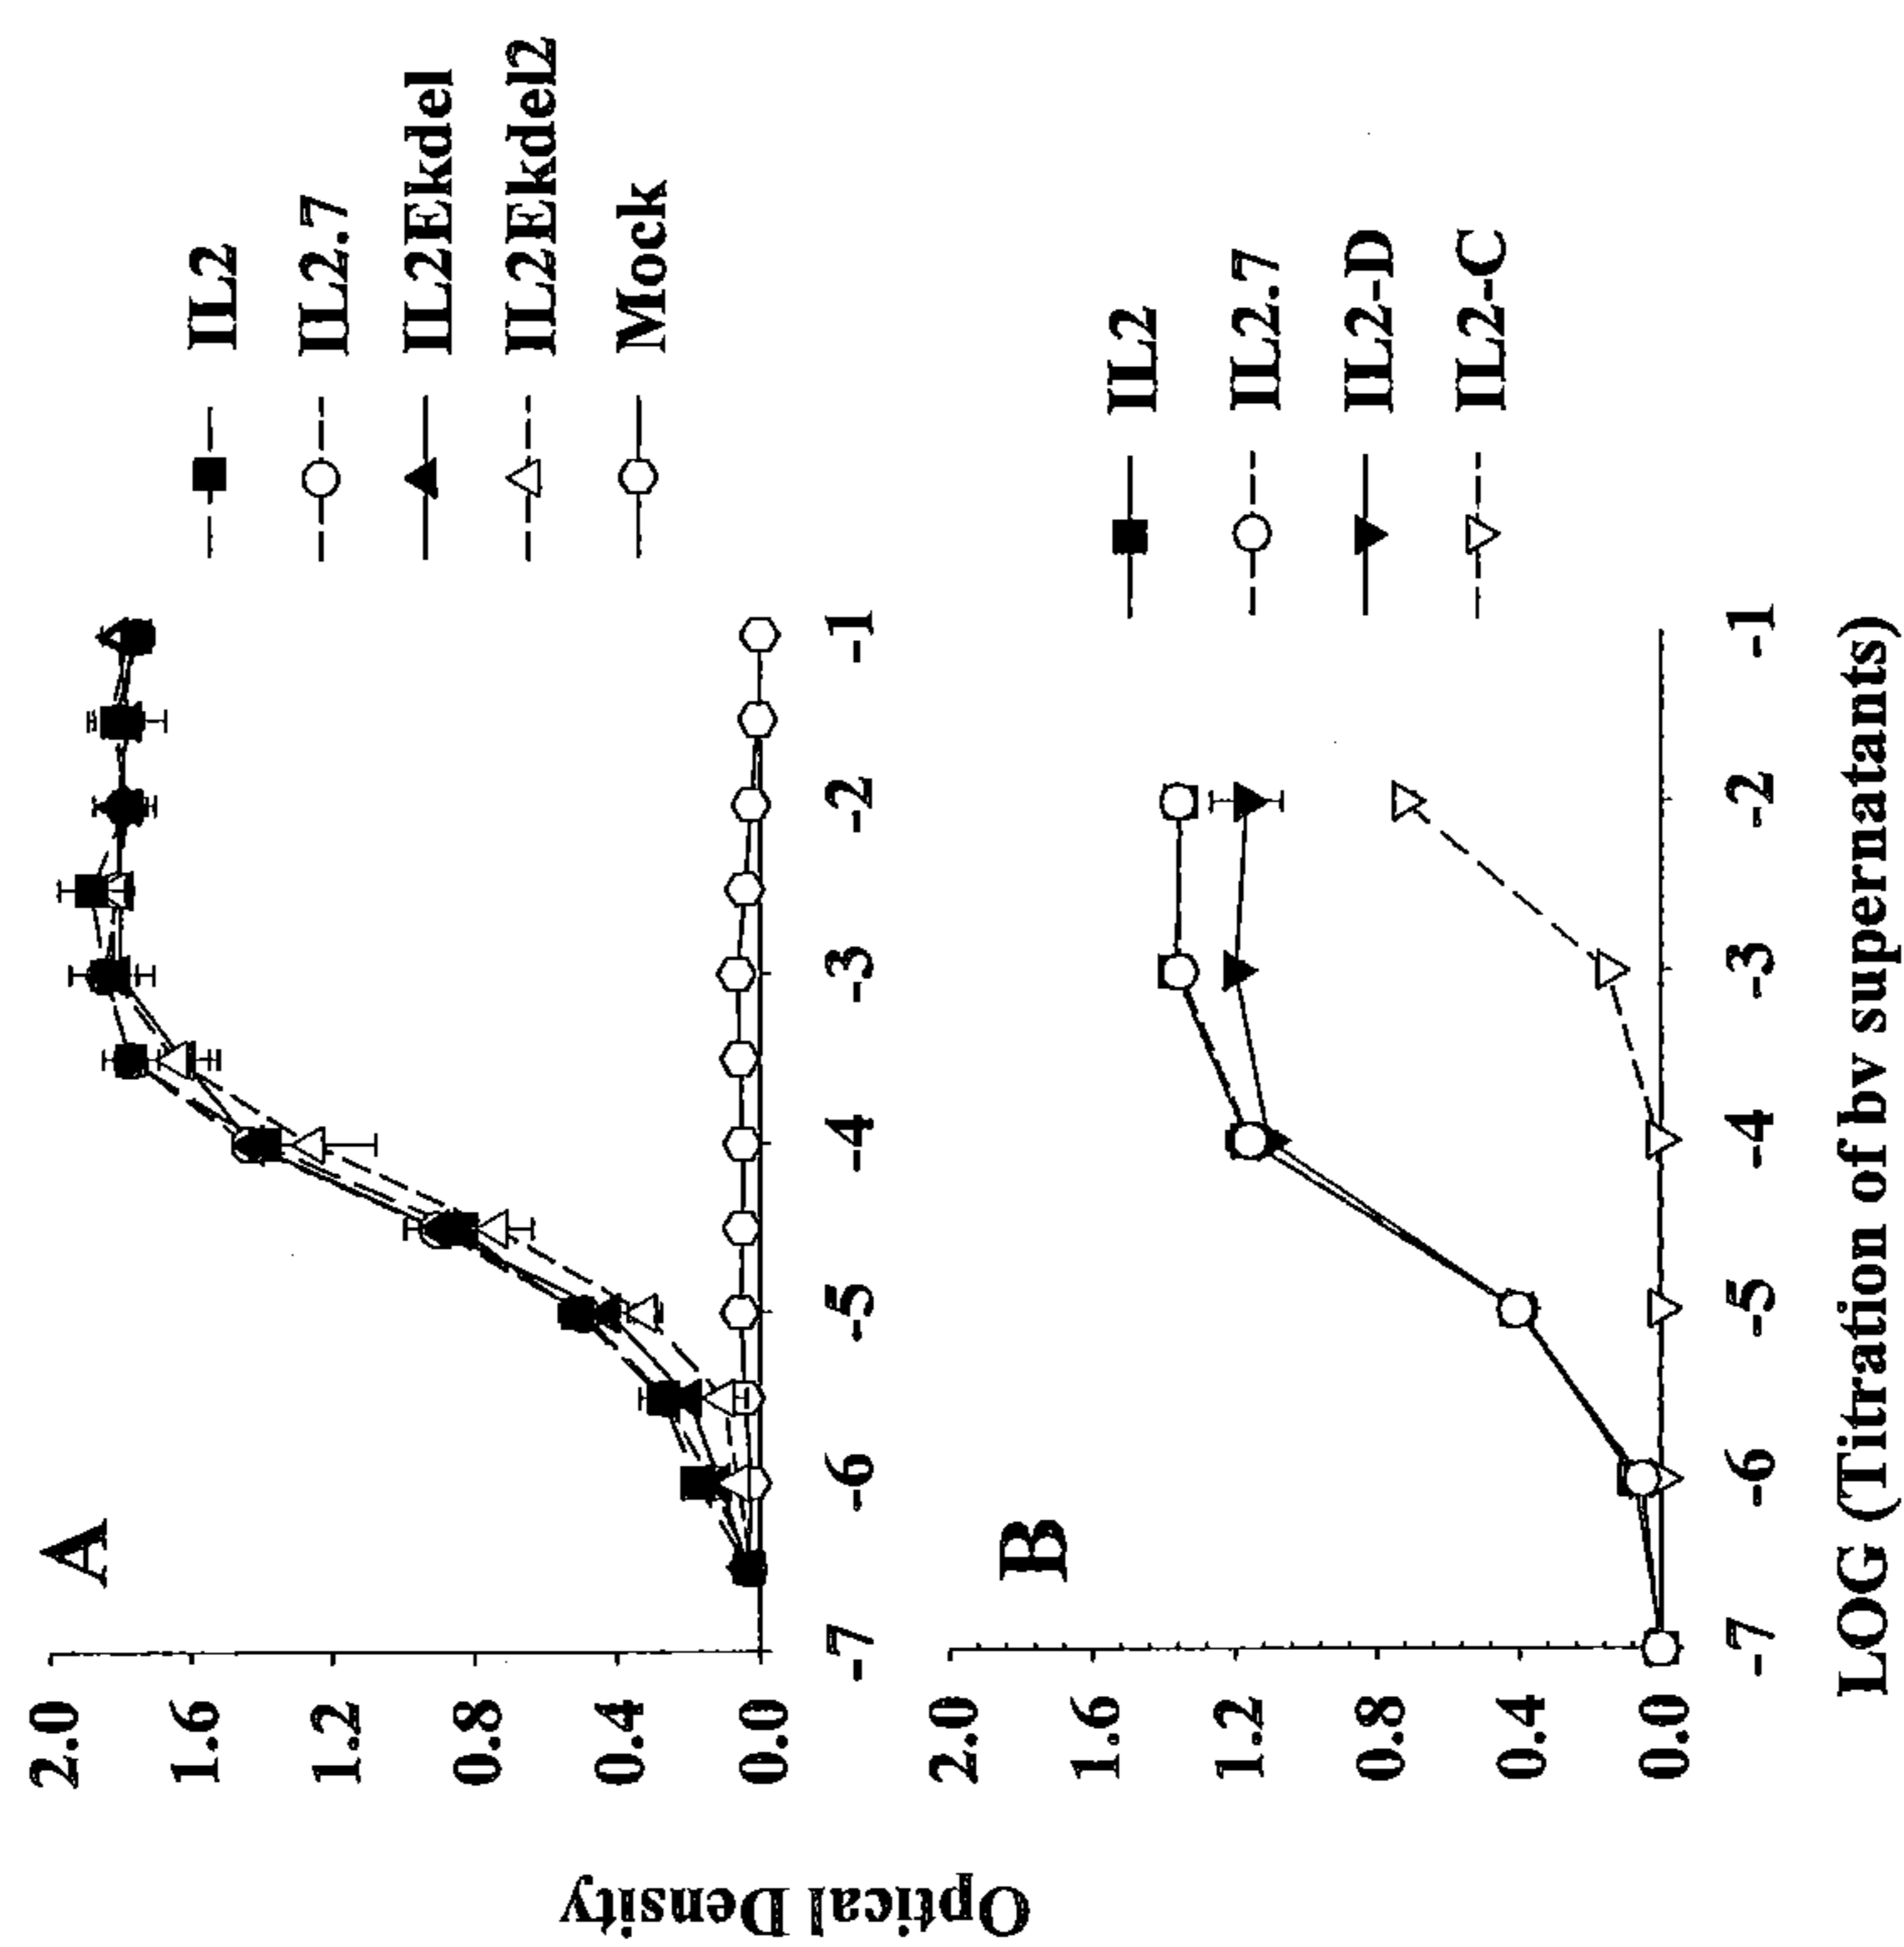 A
IL2
IL2.7
IL2Ekdel
IL2Ekdel2
Mock
2.0
1.6
1.2
0.8
0.4
0.0
-7
-6
-5
-4
-3
-2
-1
Optical Density
B
IL2
IL2.7
IL2-D
IL2-C
2.0
1.6
1.2
0.8
0.4
0.0
-7
-6
-5
-4
-3
-2
-1
LOG (Titration of bv supernatants)